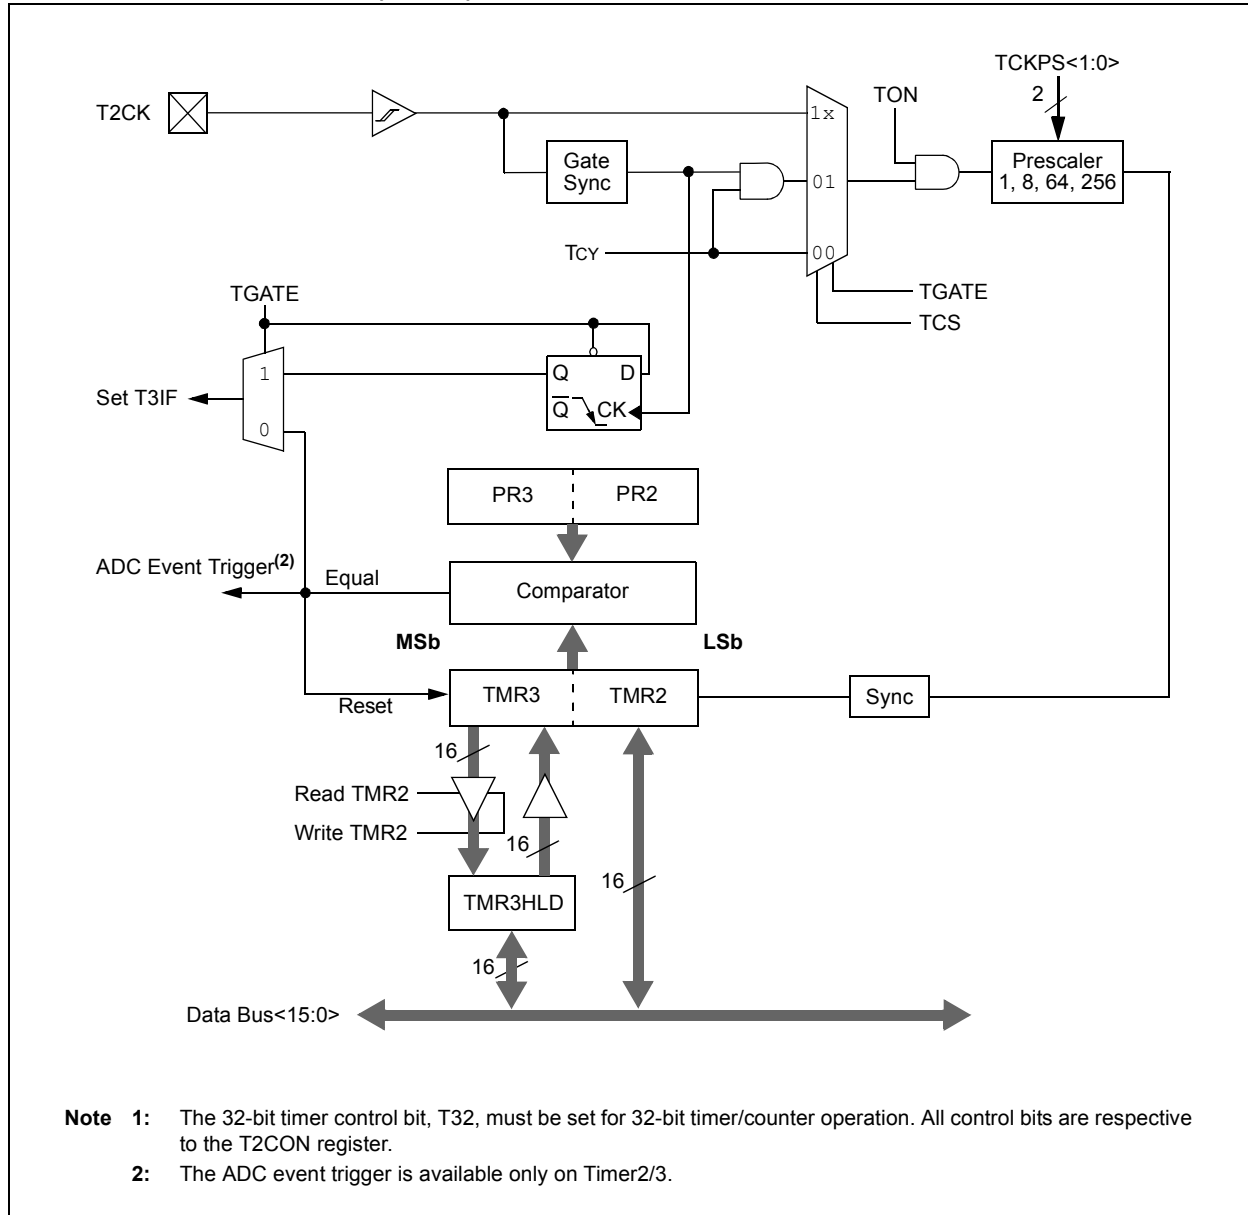 TCKPS<1:0>
2
TON
T2CK
1x
Gate
Sync
Prescaler
1, 8, 64, 256
01
TCY
00
TGATE
TGATE
TCS
1
Q
D
Set T3IF
Q
CK
0
PR3
PR2
ADC Event Trigger(2)
Equal
Comparator
MSb
LSb
TMR3
TMR2
Sync
Reset
16
Read TMR2
Write TMR2
16
16
TMR3HLD
16
Data Bus<15:0>
Note 1: The 32-bit timer control bit, T32, must be set for 32-bit timer/counter operation. All control bits are respective
to the T2CON register.
2: The ADC event trigger is available only on Timer2/3.